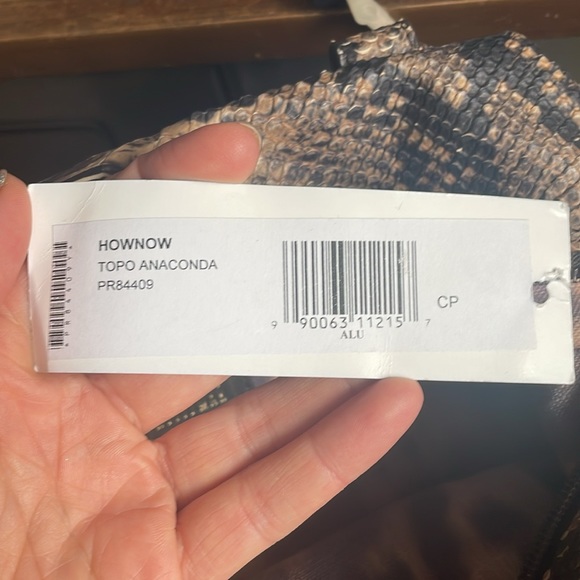 HOWNOW
TOPO ANACONDA
PR84409
9 90063 11215 7
ALU
CP